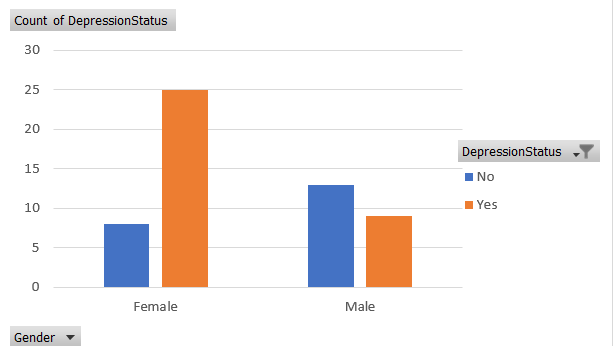 Count of DepressionStatus
30
25
20
15
10
5
0
Female
Male
DepressionStatus
No
Yes
Gender